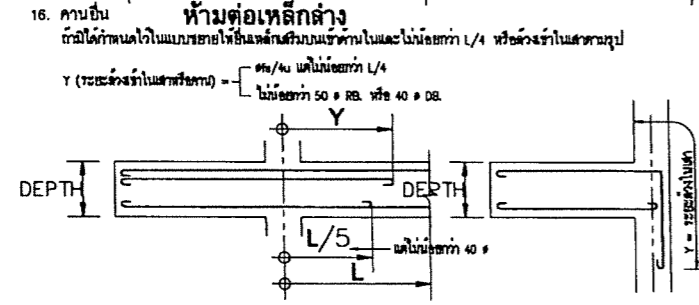 16. คานยื่น ห้ามต่อเหล็กล่าง
ถ้ามิได้กำหนดไว้ในแบบขยายให้ยื่นเหล็กเสริมบนเข้าคานในและไม่น้อยกว่า L/4 หรือล้วงเข้าในเสาตามรูป
Y (ระยะล้วงเข้าในเสาหรือคาน) =
øfs/4u แต่ไม่น้อยกว่า L/4
ไม่น้อยกว่า 50 ø RB. หรือ 40 ø DB.
Y
DEPTH
DEPTH
L/5
แต่ไม่น้อยกว่า 40 ø
L
Y = ระยะล้วงในเสา